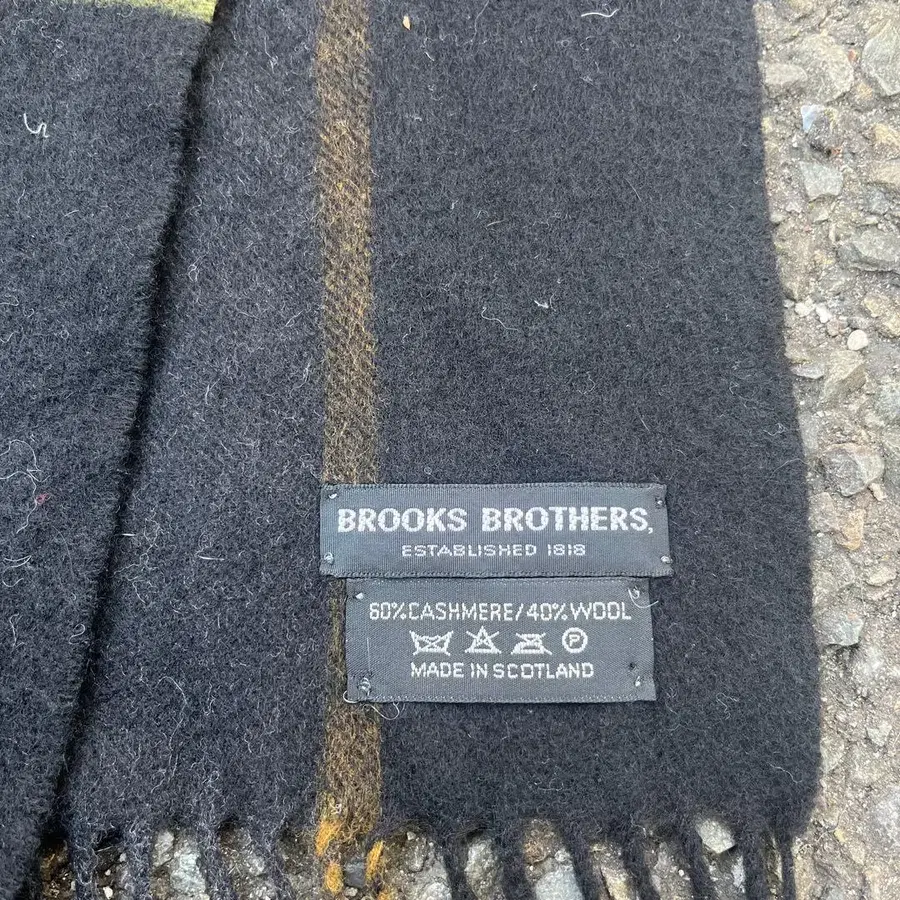 BROOKS BROTHERS,
ESTABLISHED 1818
60%CASHMERE/40%WOOL
P
MADE IN SCOTLAND